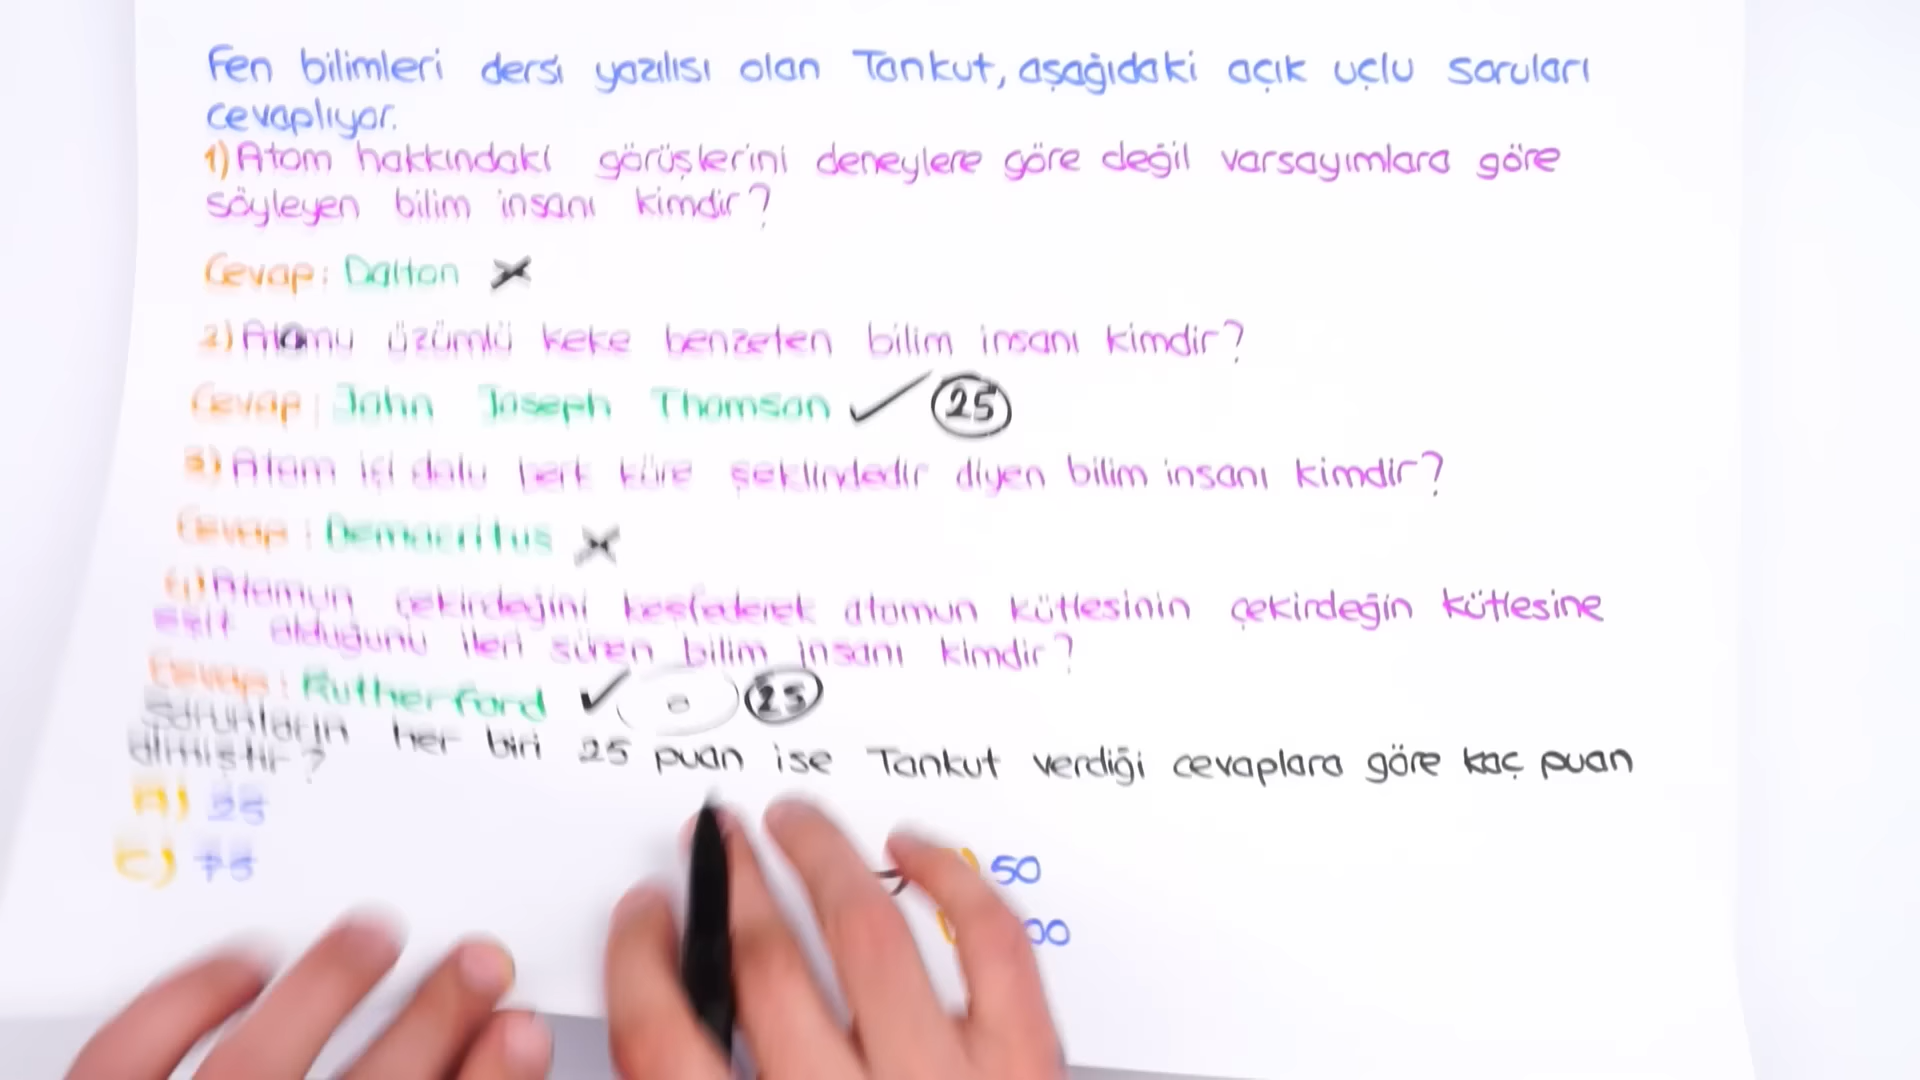 Fen bilimleri dersi yazılısı olan Tankut, aşağıdaki açık uçlu soruları
cevaplıyor.
1) Atom hakkındaki görüşlerini deneylere göre değil varsayımlara göre
söyleyen bilim insanı kimdir?
Cevap: Dalton
2) Atomu üzümlü keke benzeten bilim insanı kimdir?
Cevap: John Joseph Thomson 25
3) Atom içi dolu berk küre şeklindedir diyen bilim insanı kimdir?
Cevap: Democritus
4) Atomun çekirdeğini keşfederek atomun kütlesinin çekirdeğin kütlesine
eşit olduğunu ileri süren bilim insanı kimdir?
Cevap: Rutherford 25
Soruların her biri 25 puan ise Tankut verdiği cevaplara göre kaç puan
almıştır?
A) 25
50
C) 75
00